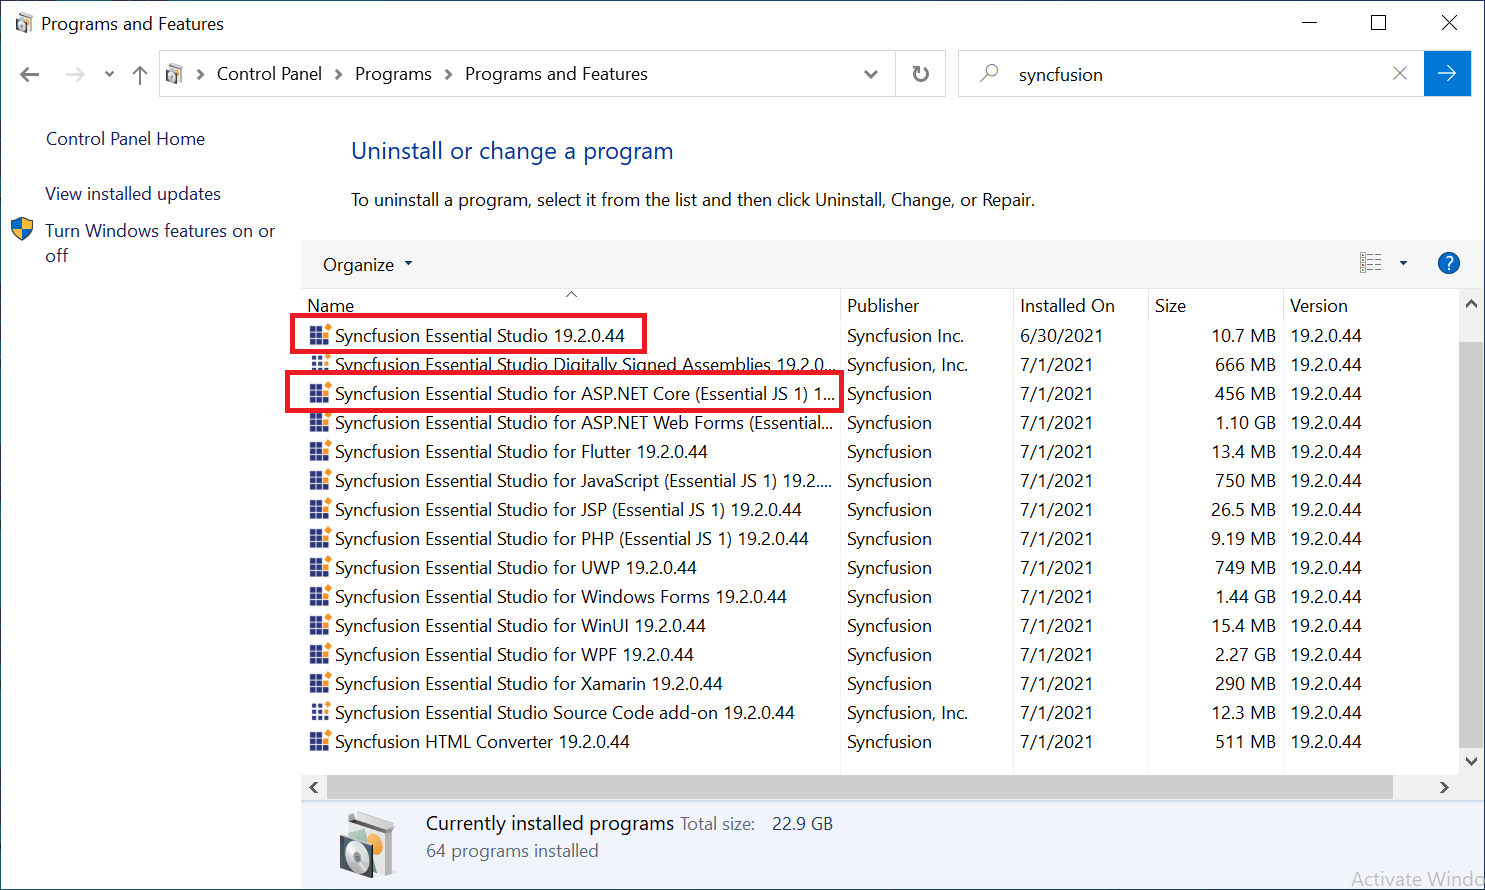 Programs and Features
Control Panel > Programs > Programs and Features
syncfusion
Control Panel Home
View installed updates
Turn Windows features on or
off
Uninstall or change a program
To uninstall a program, select it from the list and then click Uninstall, Change, or Repair.
Organize
?
Name Publisher Installed On Size Version
Syncfusion Essential Studio 19.2.0.44 Syncfusion Inc. 6/30/2021 10.7 MB 19.2.0.44
Syncfusion Essential Studio Digitally Signed Assemblies 19.2.0... Syncfusion, Inc. 7/1/2021 666 MB 19.2.0.44
Syncfusion Essential Studio for ASP.NET Core (Essential JS 1) 1... Syncfusion 7/1/2021 456 MB 19.2.0.44
Syncfusion Essential Studio for ASP.NET Web Forms (Essential... Syncfusion 7/1/2021 1.10 GB 19.2.0.44
Syncfusion Essential Studio for Flutter 19.2.0.44 Syncfusion 7/1/2021 13.4 MB 19.2.0.44
Syncfusion Essential Studio for JavaScript (Essential JS 1) 19.2.... Syncfusion 7/1/2021 750 MB 19.2.0.44
Syncfusion Essential Studio for JSP (Essential JS 1) 19.2.0.44 Syncfusion 7/1/2021 26.5 MB 19.2.0.44
Syncfusion Essential Studio for PHP (Essential JS 1) 19.2.0.44 Syncfusion 7/1/2021 9.19 MB 19.2.0.44
Syncfusion Essential Studio for UWP 19.2.0.44 Syncfusion 7/1/2021 749 MB 19.2.0.44
Syncfusion Essential Studio for Windows Forms 19.2.0.44 Syncfusion 7/1/2021 1.44 GB 19.2.0.44
Syncfusion Essential Studio for WinUI 19.2.0.44 Syncfusion 7/1/2021 15.4 MB 19.2.0.44
Syncfusion Essential Studio for WPF 19.2.0.44 Syncfusion 7/1/2021 2.27 GB 19.2.0.44
Syncfusion Essential Studio for Xamarin 19.2.0.44 Syncfusion 7/1/2021 290 MB 19.2.0.44
Syncfusion Essential Studio Source Code add-on 19.2.0.44 Syncfusion, Inc. 7/1/2021 12.3 MB 19.2.0.44
Syncfusion HTML Converter 19.2.0.44 Syncfusion 7/1/2021 511 MB 19.2.0.44
Currently installed programs Total size: 22.9 GB
64 programs installed
Activate Windo